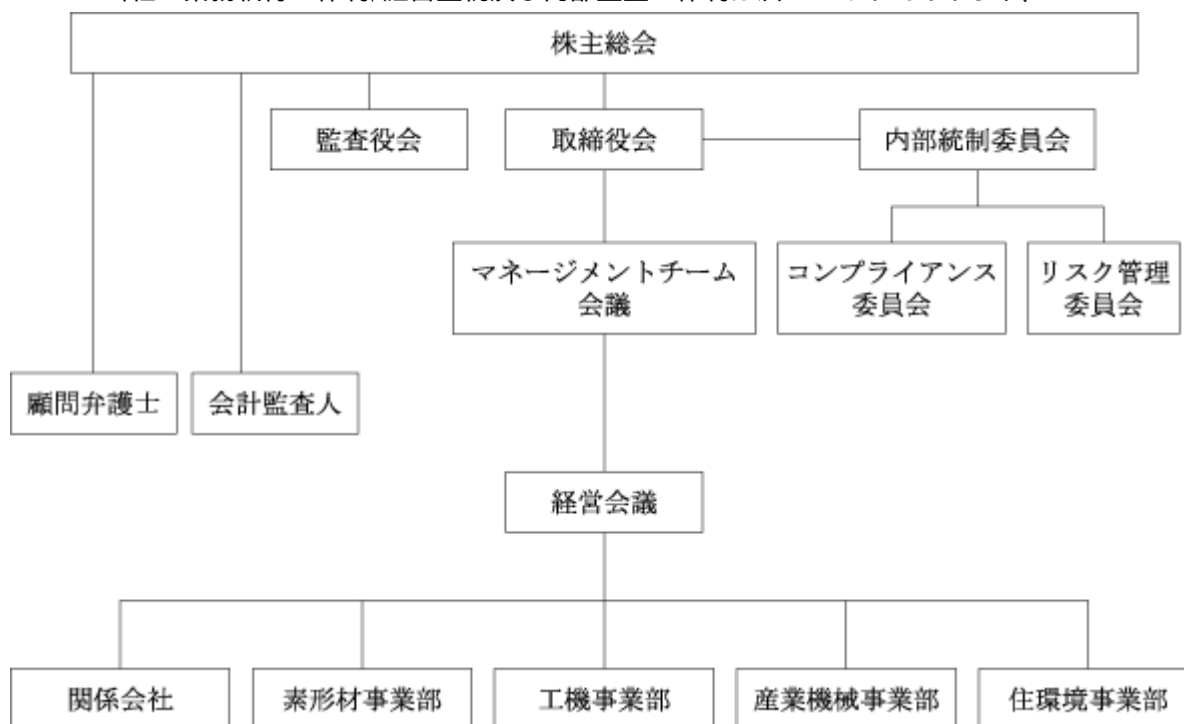 株主総会
監査役会
取締役会
内部統制委員会
マネージメントチーム
会議
コンプライアンス
委員会
リスク管理
委員会
顧問弁護士
会計監査人
経営会議
関係会社
素形材事業部
工機事業部
産業機械事業部
住環境事業部